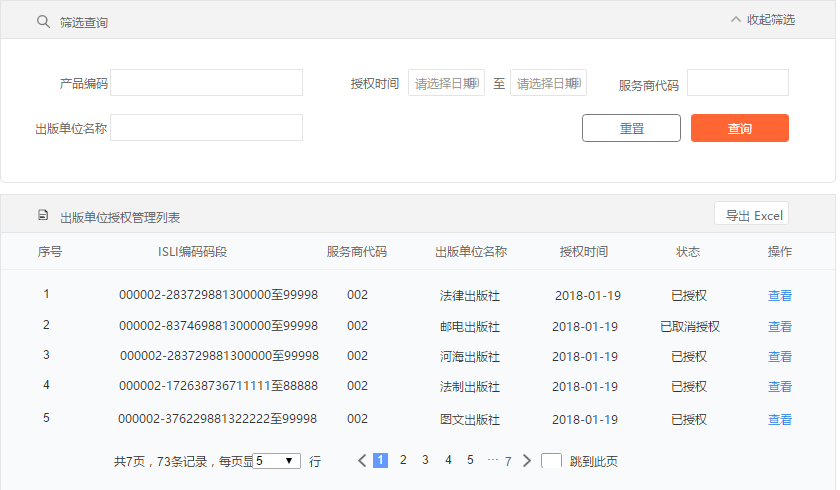 筛选查询 收起筛选
产品编码 授权时间 请选择日期 至 请选择日期 服务商代码
出版单位名称 重置 查询
出版单位授权管理列表 导出 Excel
序号 ISLI编码码段 服务商代码 出版单位名称 授权时间 状态 操作
1 000002-283729881300000至99998 002 法律出版社 2018-01-19 已授权 查看
2 000002-837469881300000至99998 002 邮电出版社 2018-01-19 已取消授权 查看
3 000002-283729881300000至99998 002 河海出版社 2018-01-19 已授权 查看
4 000002-172638736711111至88888 002 法制出版社 2018-01-19 已授权 查看
5 000002-376229881322222至99998 002 图文出版社 2018-01-19 已授权 查看
共7页，73条记录，每页显 5 行 1 2 3 4 5 ··· 7 跳到此页